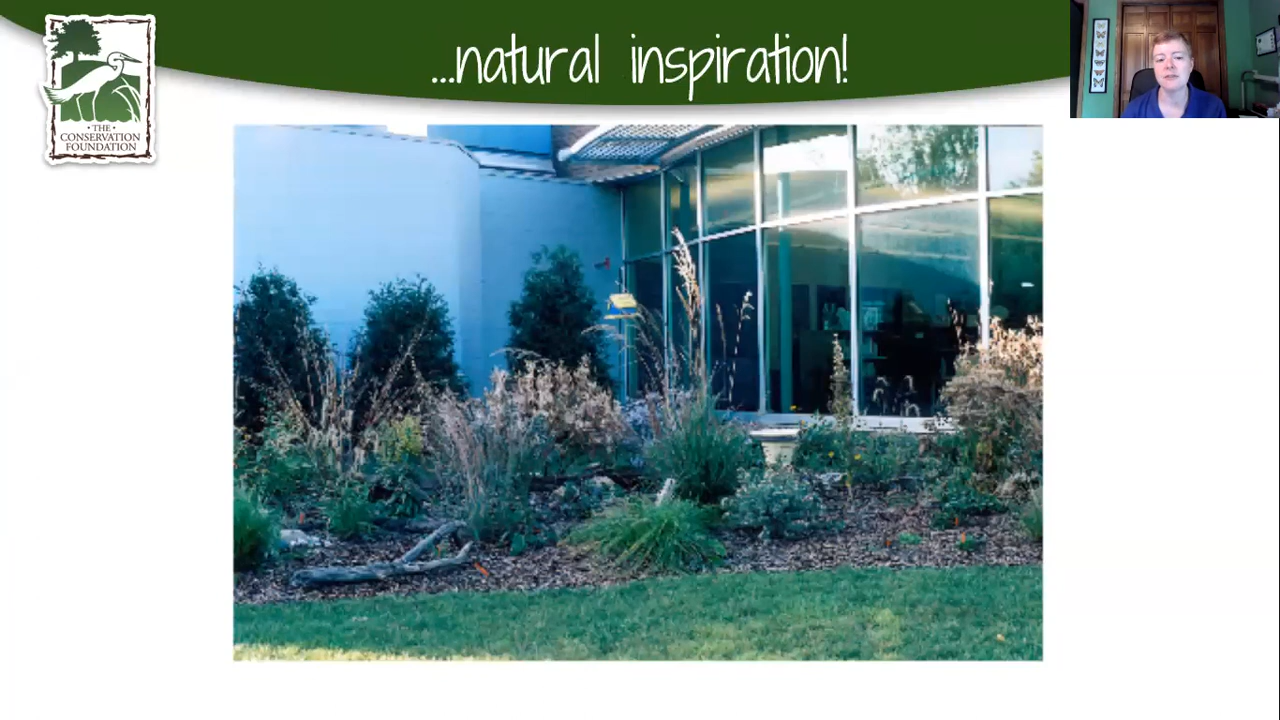 ...natural inspiration!
• THE •
CONSERVATION
FOUNDATION